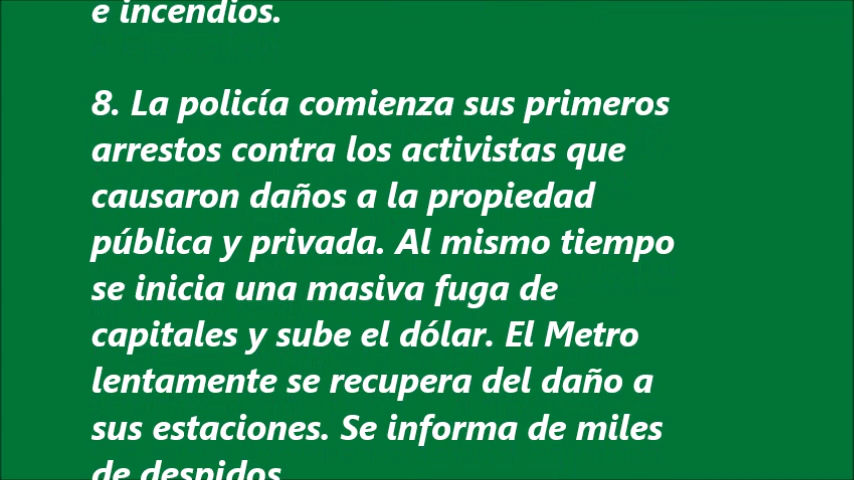 e incendios.
8. La policía comienza sus primeros
arrestos contra los activistas que
causaron daños a la propiedad
pública y privada. Al mismo tiempo
se inicia una masiva fuga de
capitales y sube el dólar. El Metro
lentamente se recupera del daño a
sus estaciones. Se informa de miles
de despidos